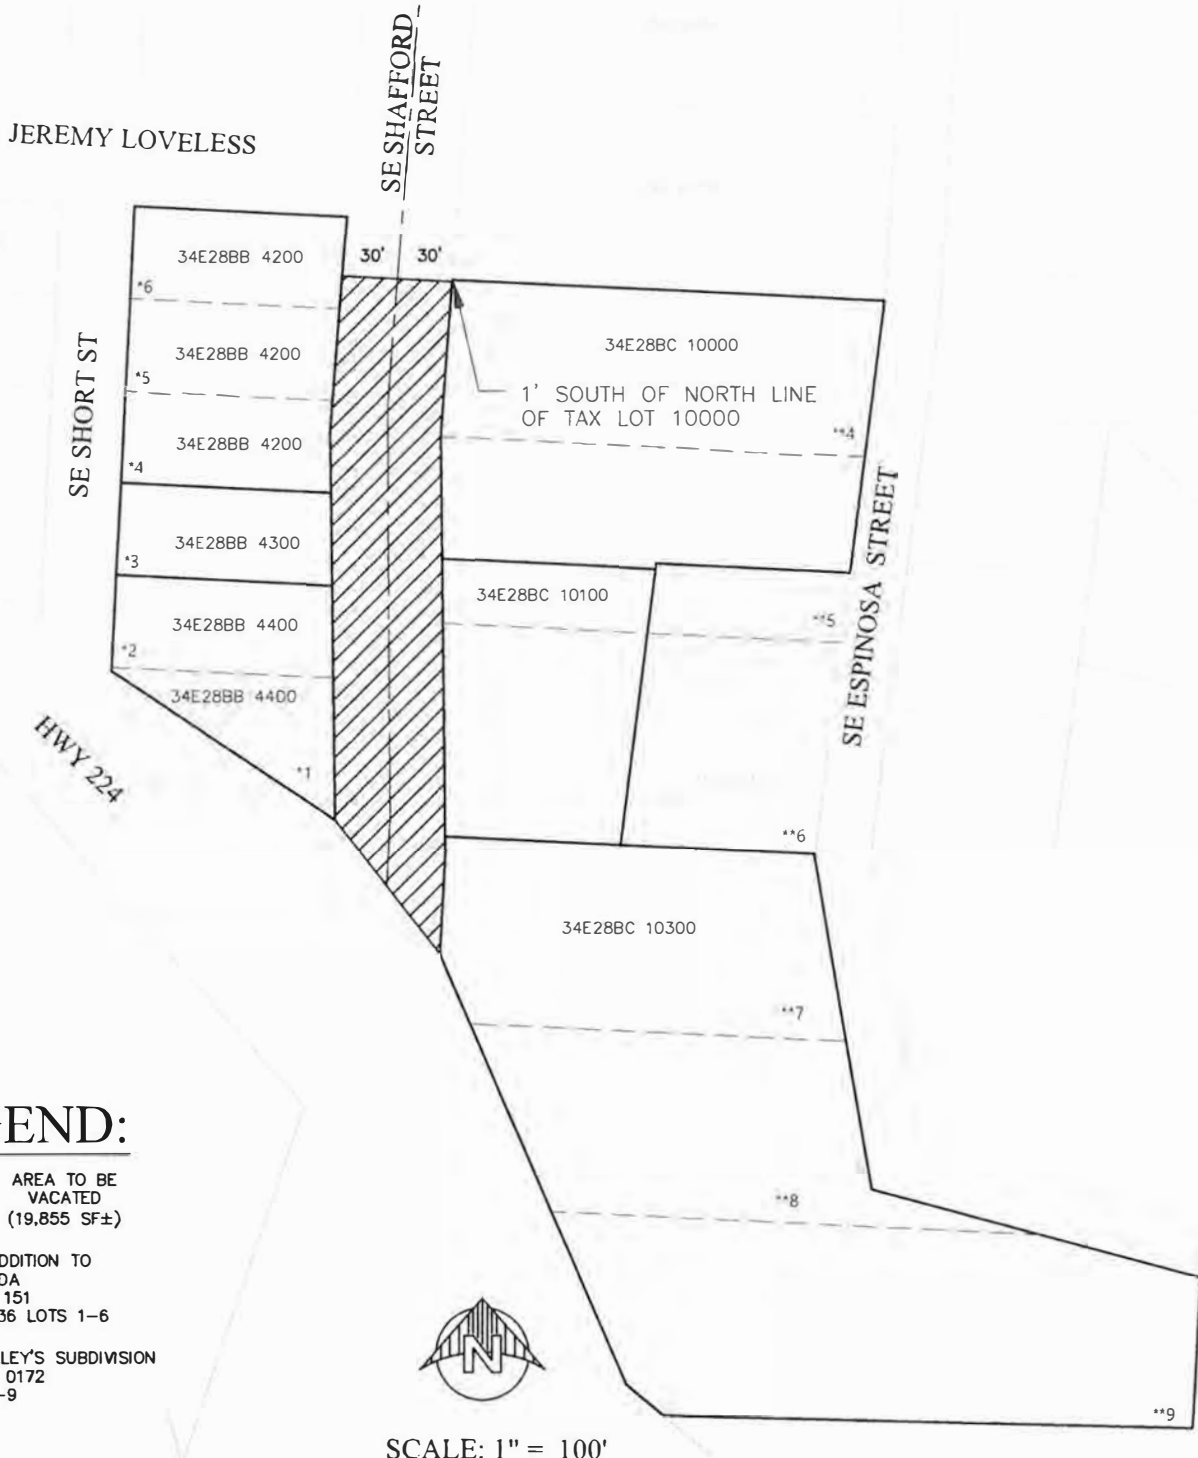 SE SHAFFORD
STREET
JEREMY LOVELESS
34E28BB 4200
30' 30'
*6
34E28BC 10000
34E28BB 4200
SE SHORT ST
*5
1' SOUTH OF NORTH LINE
OF TAX LOT 10000
**4
34E28BB 4200
*4
34E28BB 4300
*3
SE ESPINOSA STREET
34E28BC 10100
**5
34E28BB 4400
*2
34E28BB 4400
HWY 224
*1
**6
34E28BC 10300
**7
END:
AREA TO BE
VACATED
(19,855 SF±)
**8
DDITION TO
DA
151
36 LOTS 1-6
LEY'S SUBDIVISION
0172
-9
N
**9
SCALE: 1" = 100'